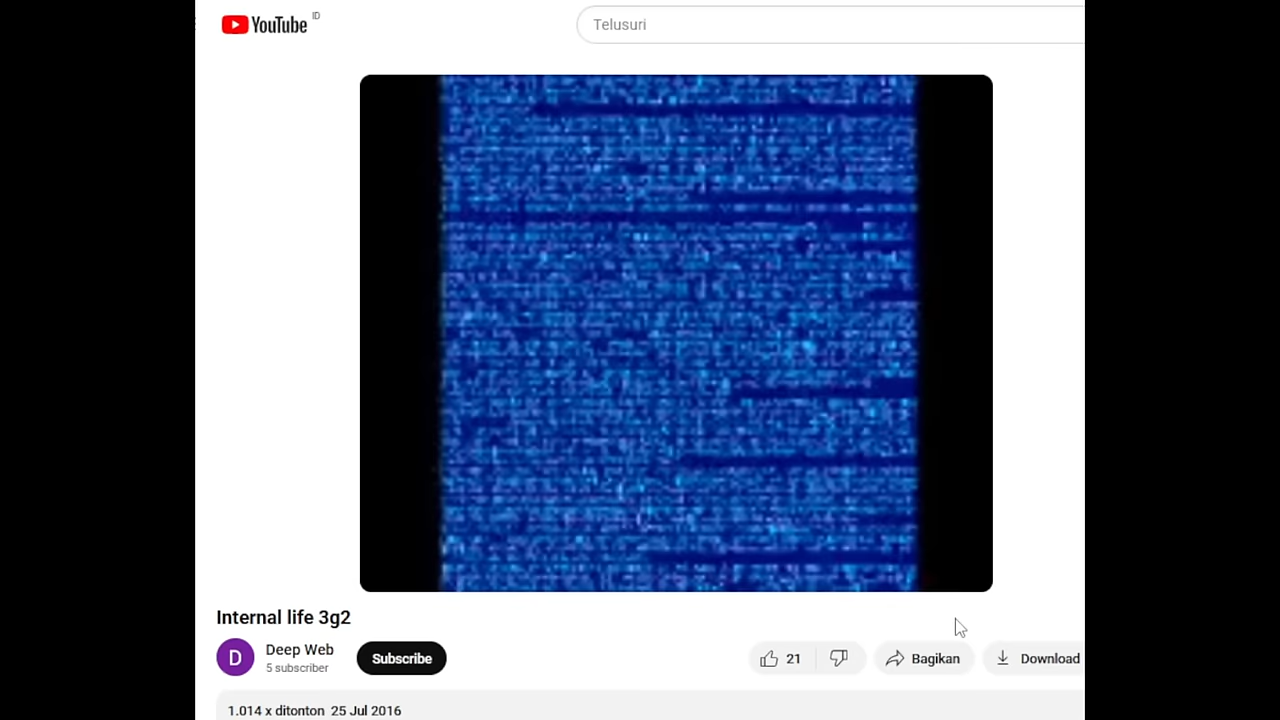 YouTube ID
Telusuri
Internal life 3g2
D
Deep Web
5 subscriber
Subscribe
21
Bagikan
Download
1.014 x ditonton 25 Jul 2016